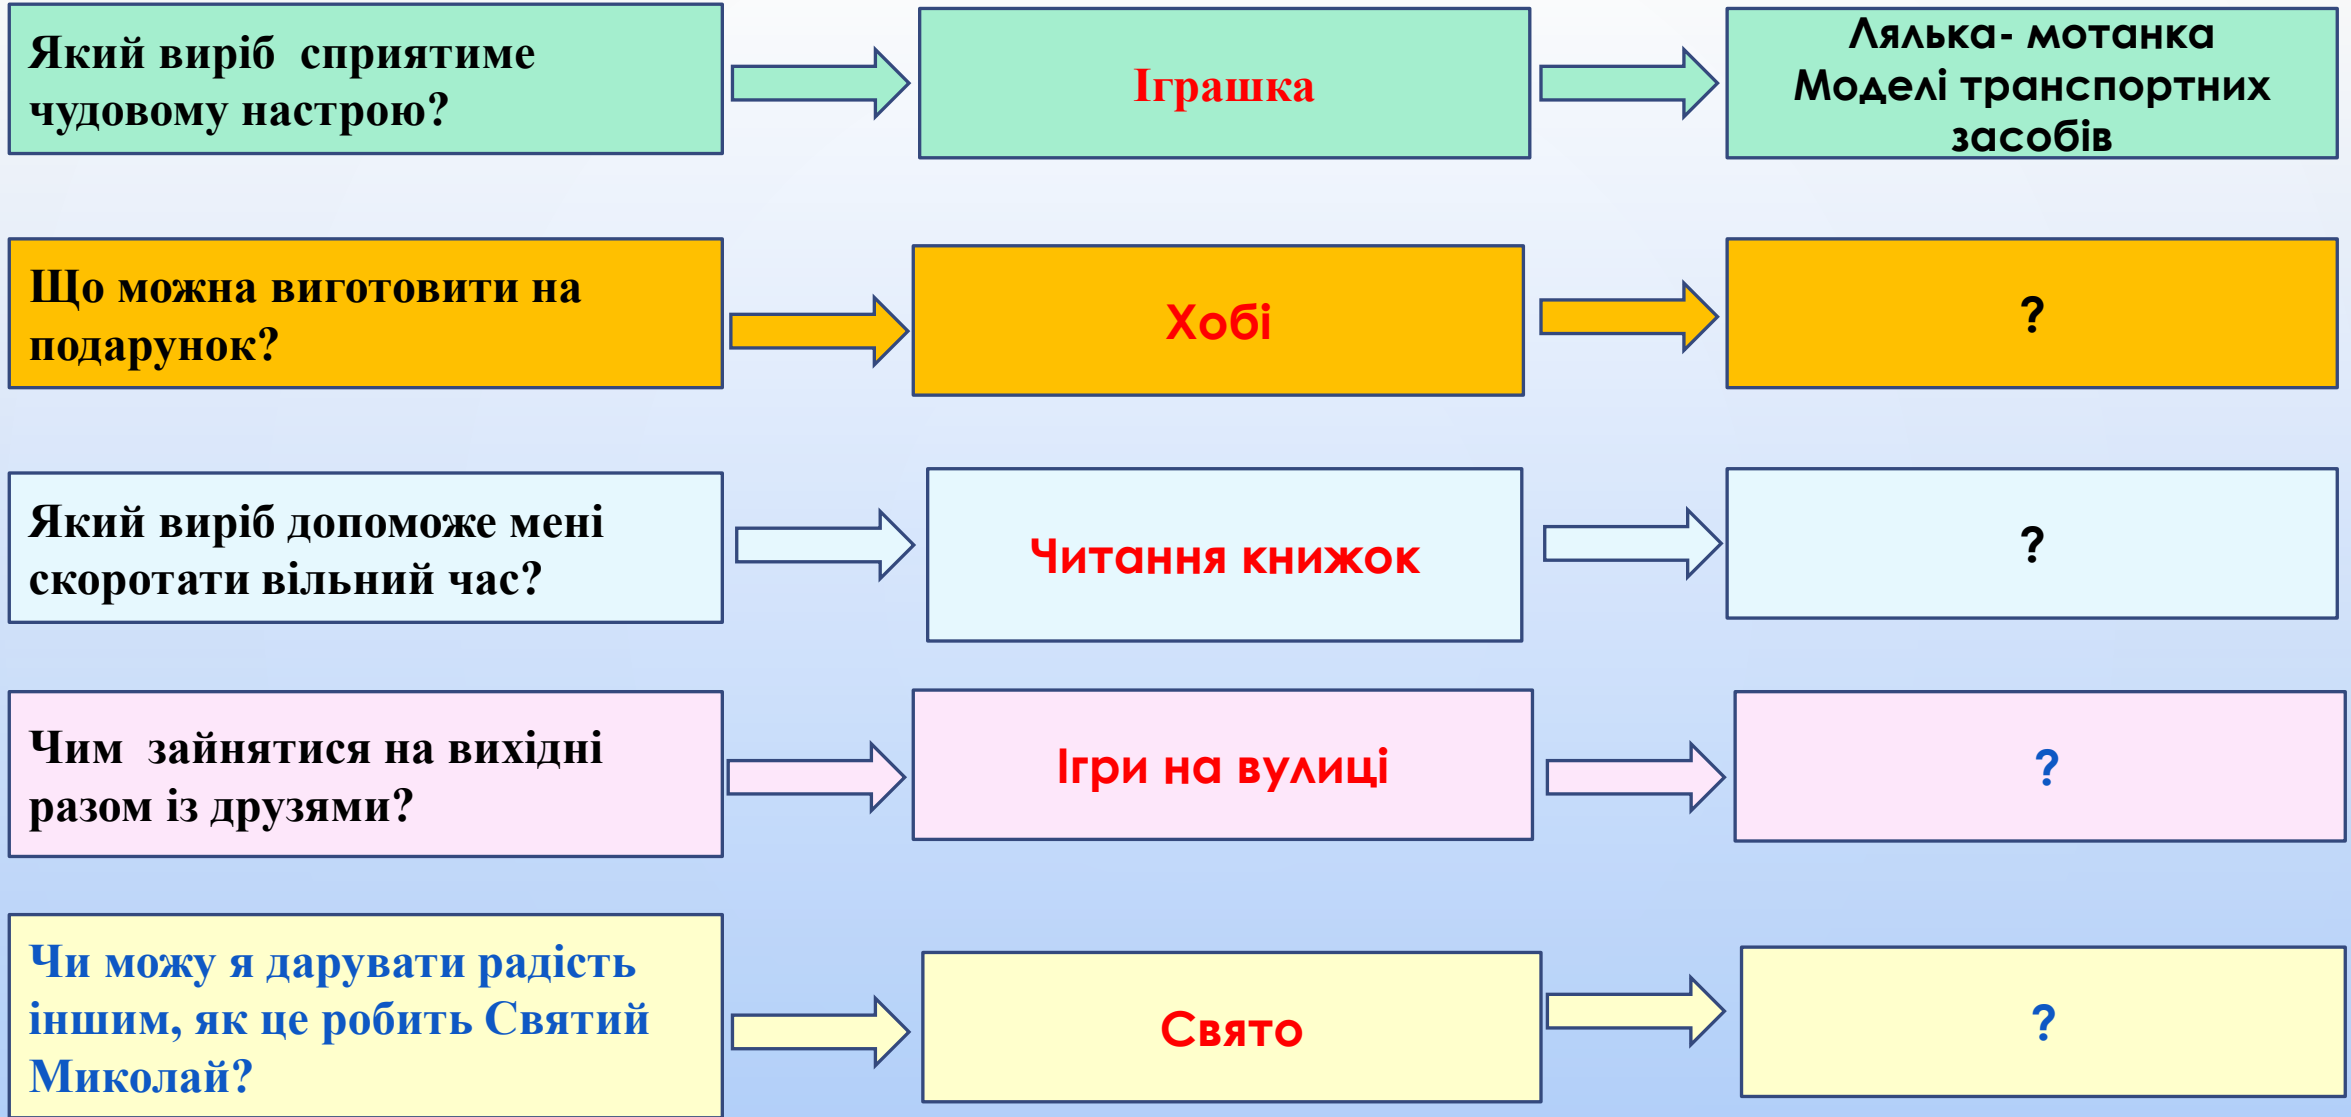 Який виріб  сприятиме
чудовому настрою?
Іграшка
Лялька- мотанка
Моделі транспортних
засобів
Що можна виготовити на
подарунок?
Хобі
?
Який виріб допоможе мені
скоротати вільний час?
Читання книжок
?
Чим  зайнятися на вихідні
разом із друзями?
Ігри на вулиці
?
Чи можу я дарувати радість
іншим, як це робить Святий
Миколай?
Свято
?